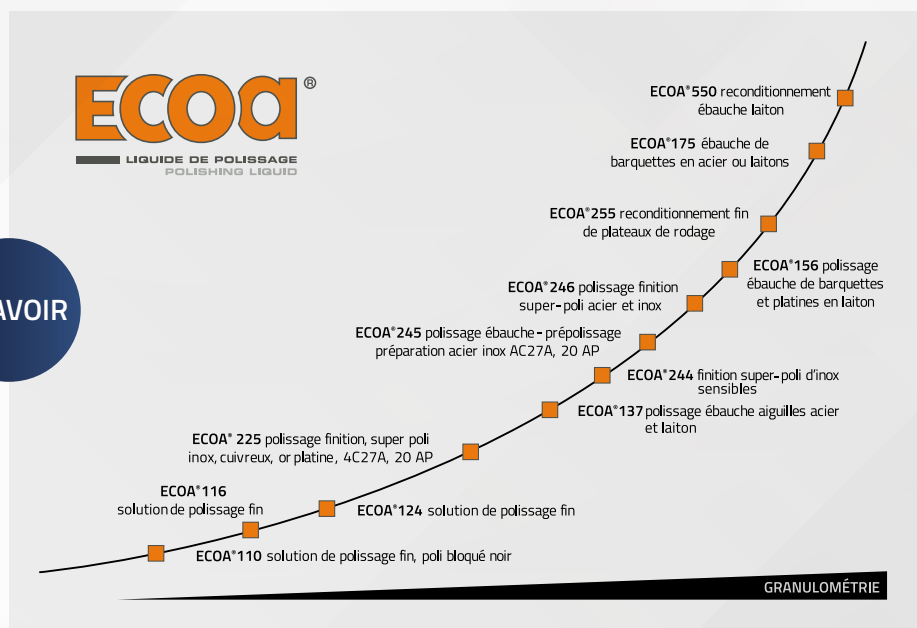 ECOA®
LIQUIDE DE POLISSAGE
POLISHING LIQUID
AVOIR
ECOA®550 reconditionnement
ébauche laiton
ECOA®175 ébauche de
barquettes en acier ou laitons
ECOA®255 reconditionnement fin
de plateaux de rodage
ECOA®156 polissage
ébauche de barquettes
et platines en laiton
ECOA®246 polissage finition
super-poli acier et inox
ECOA®245 polissage ébauche - prépolissage
préparation acier inox AC27A, 20 AP
ECOA®244 finition super-poli d'inox
sensibles
ECOA®137 polissage ébauche aiguilles acier
et laiton
ECOA® 225 polissage finition, super poli
inox, cuivreux, or platine, 4C27A, 20 AP
ECOA®116
solution de polissage fin
ECOA®124 solution de polissage fin
ECOA®110 solution de polissage fin, poli bloqué noir
GRANULOMÉTRIE